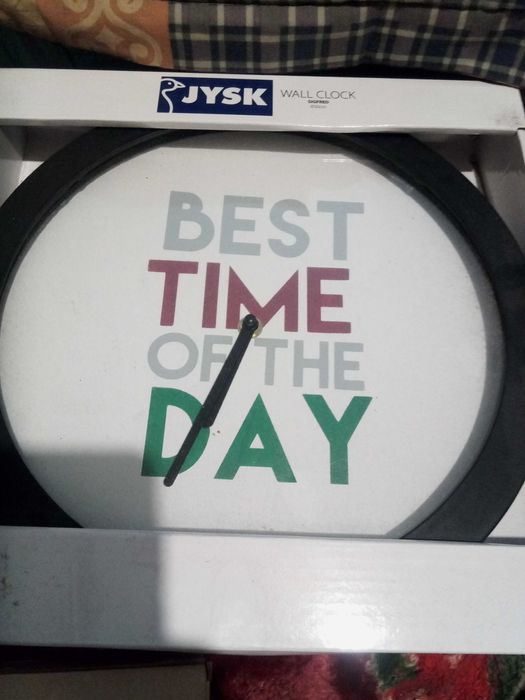 JYSK
WALL CLOCK
SIGFRED
BEST
TIME
OF THE
DAY